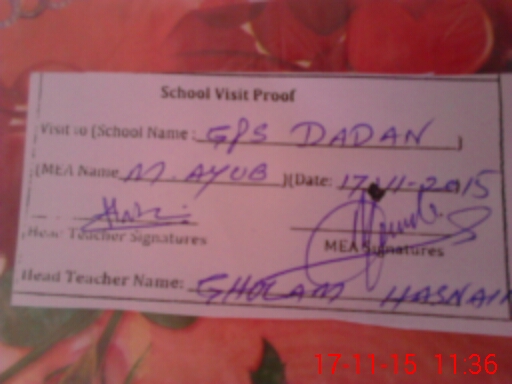 School Visit Proof
Visit to (School Name: GPS DADAN )
(MEA Name M. AYUB )(Date: 17-11-2015
Head Teacher Signatures
MEA Signatures
Head Teacher Name: GHOLAM HASNAIN
17-11-15 11:36